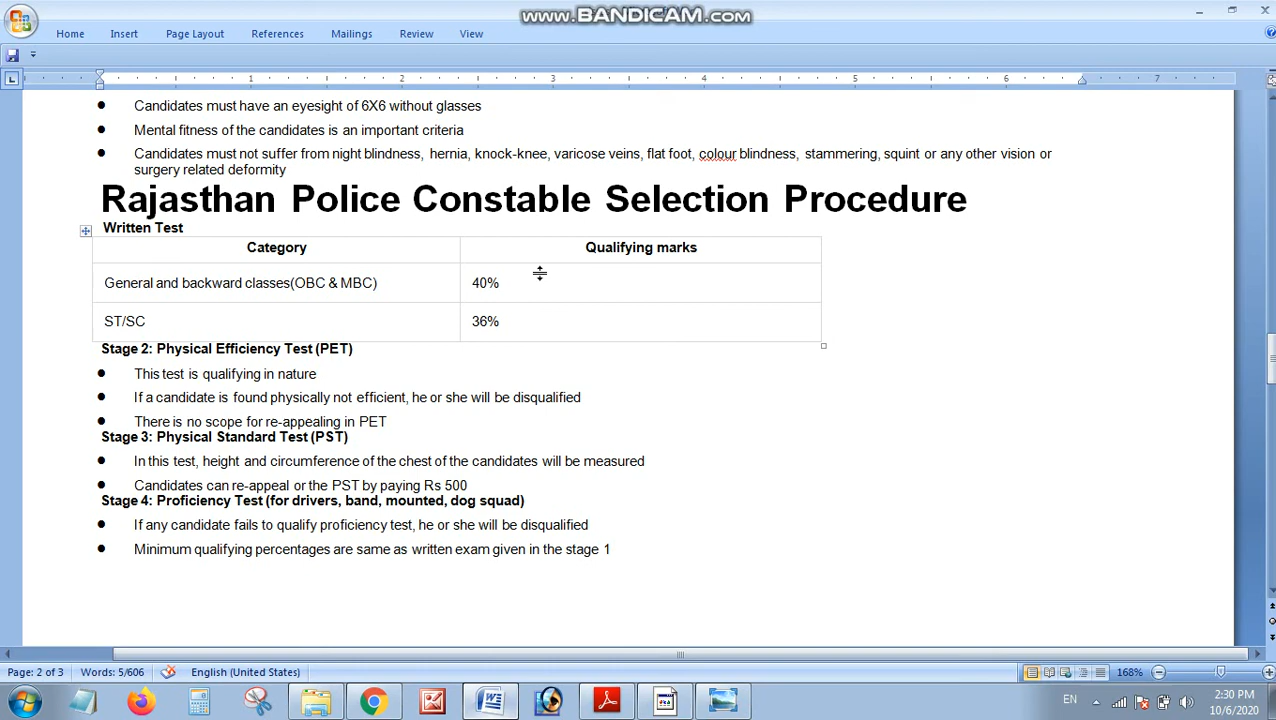 www.BANDICAM.com
Home Insert Page Layout References Mailings Review View
1 2 3 4 5 6 7
Candidates must have an eyesight of 6X6 without glasses
Mental fitness of the candidates is an important criteria
Candidates must not suffer from night blindness, hernia, knock-knee, varicose veins, flat foot, colour blindness, stammering, squint or any other vision or
surgery related deformity
Rajasthan Police Constable Selection Procedure
Written Test
Category Qualifying marks
General and backward classes(OBC & MBC) 40%
ST/SC 36%
Stage 2: Physical Efficiency Test (PET)
This test is qualifying in nature
If a candidate is found physically not efficient, he or she will be disqualified
There is no scope for re-appealing in PET
Stage 3: Physical Standard Test (PST)
In this test, height and circumference of the chest of the candidates will be measured
Candidates can re-appeal or the PST by paying Rs 500
Stage 4: Proficiency Test (for drivers, band, mounted, dog squad)
If any candidate fails to qualify proficiency test, he or she will be disqualified
Minimum qualifying percentages are same as written exam given in the stage 1
Page: 2 of 3 Words: 5/606 English (United States) 168%
EN 2:30 PM
10/6/2020